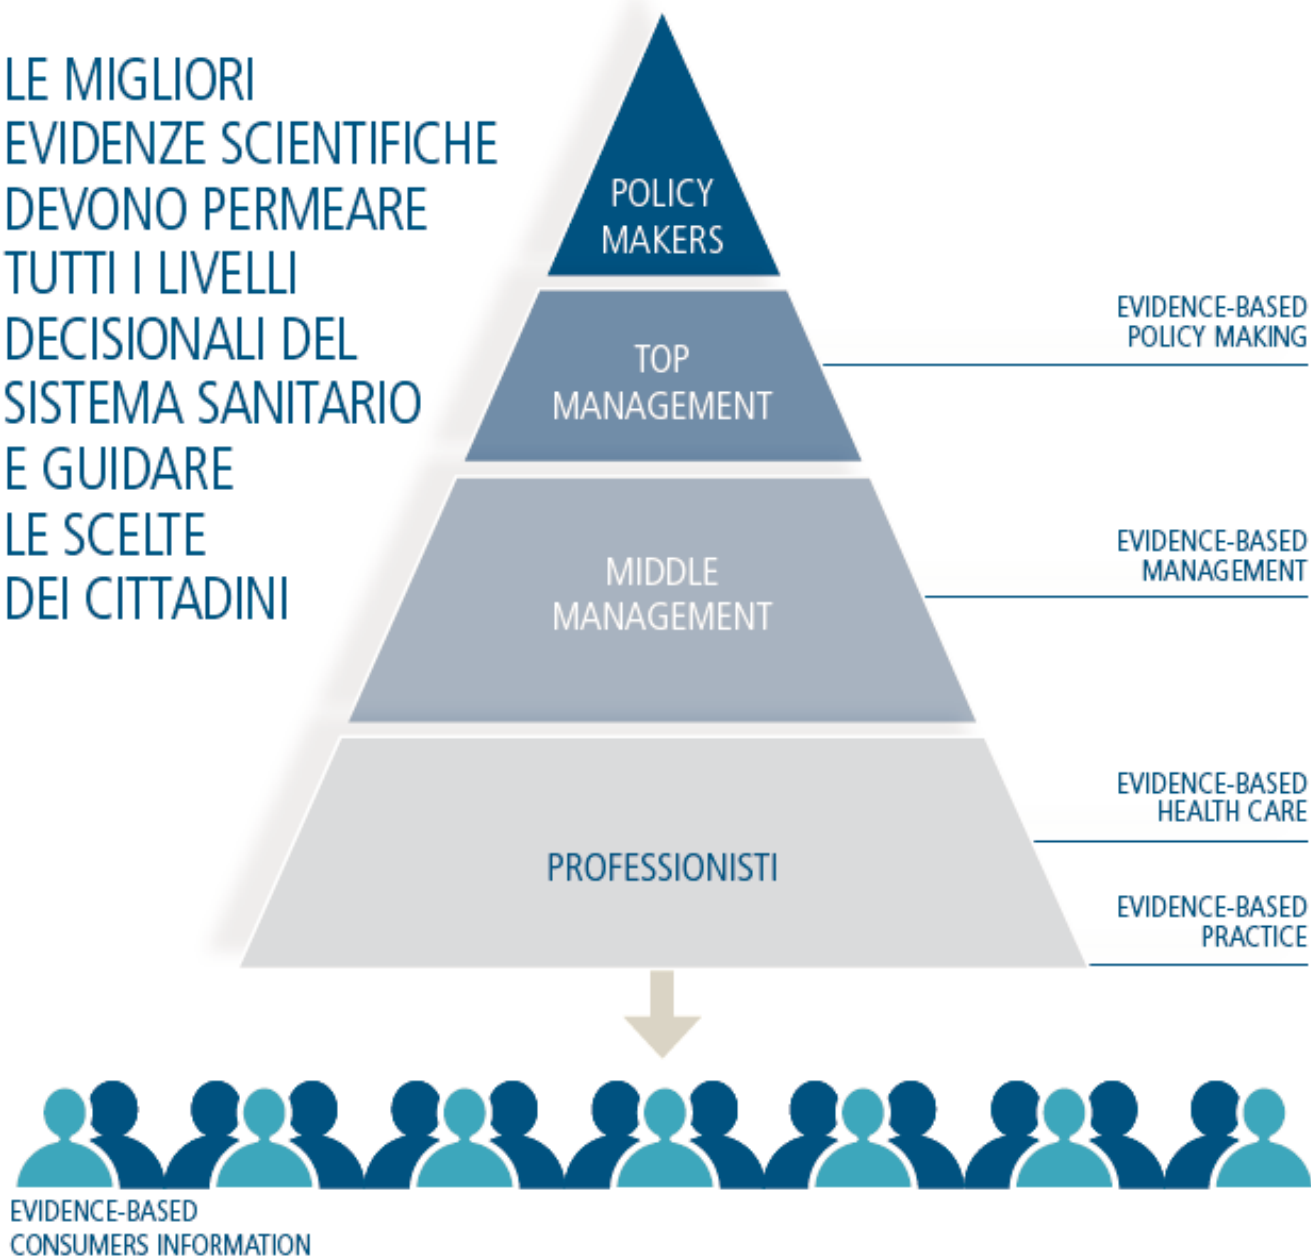 LE MIGLIORI
EVIDENZE SCIENTIFICHE
DEVONO PERMEARE
TUTTI I LIVELLI
DECISIONALI DEL
SISTEMA SANITARIO
E GUIDARE
LE SCELTE
DEI CITTADINI
POLICY
MAKERS
TOP
MANAGEMENT
MIDDLE
MANAGEMENT
PROFESSIONISTI
EVIDENCE-BASED
POLICY MAKING
EVIDENCE-BASED
MANAGEMENT
EVIDENCE-BASED
HEALTH CARE
EVIDENCE-BASED
PRACTICE
EVIDENCE-BASED
CONSUMERS INFORMATION